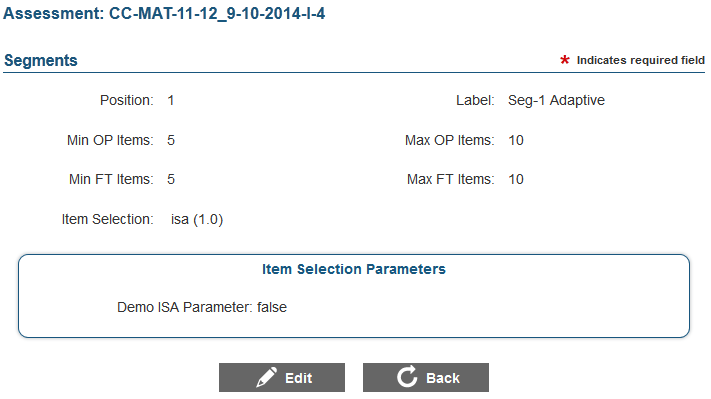 Assessment: CC-MAT-11-12_9-10-2014-I-4
Segments
* Indicates required field
Position: 1 Label: Seg-1 Adaptive
Min OP Items: 5 Max OP Items: 10
Min FT Items: 5 Max FT Items: 10
Item Selection: isa (1.0)
Item Selection Parameters
Demo ISA Parameter: false
Edit Back